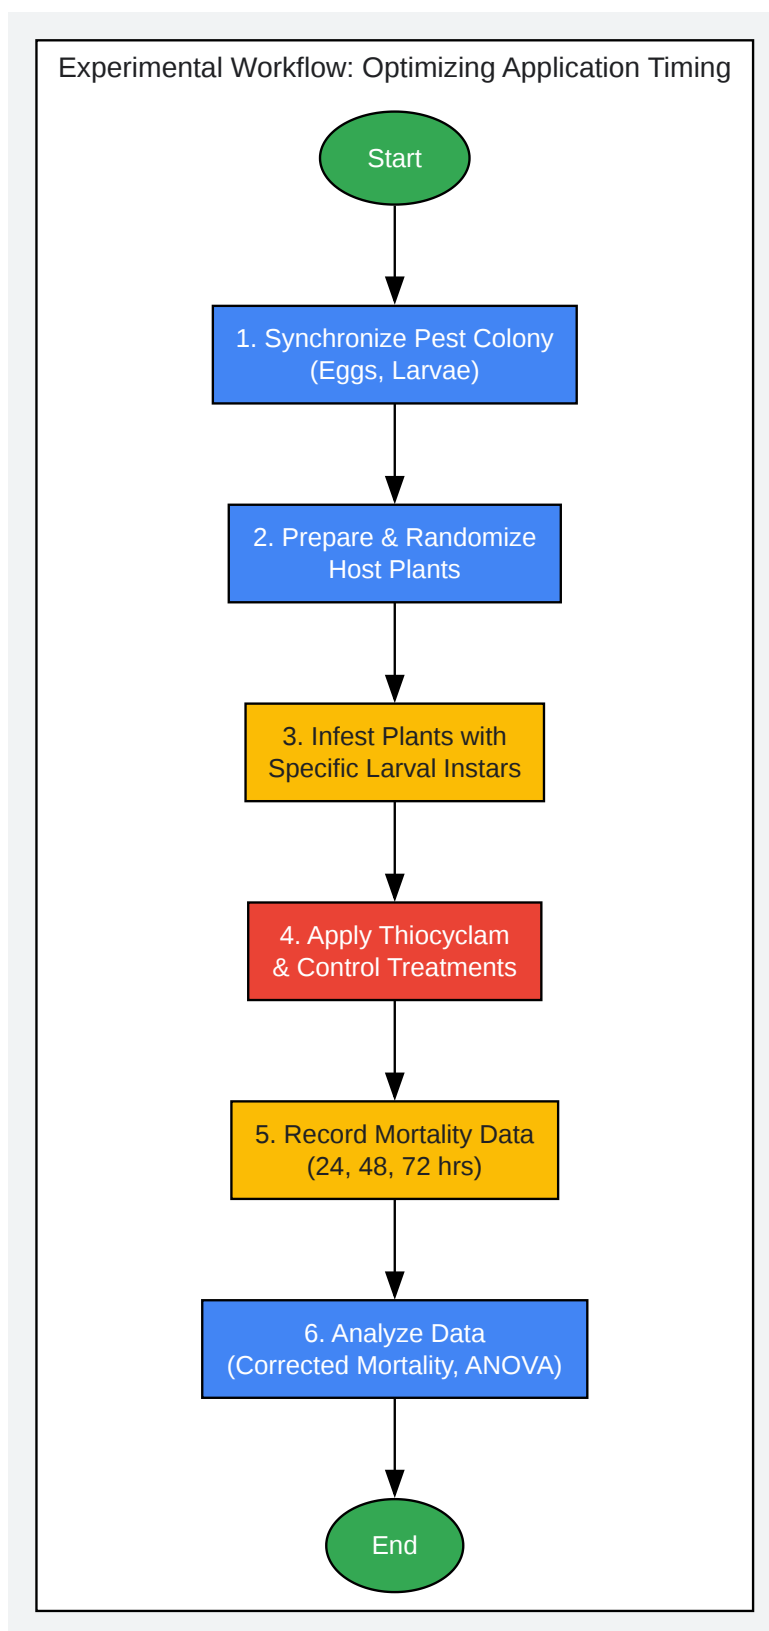 Experimental Workflow: Optimizing Application Timing
Start
1. Synchronize Pest Colony
(Eggs, Larvae)
2. Prepare & Randomize
Host Plants
3. Infest Plants with
Specific Larval Instars
4. Apply Thiocyclam
& Control Treatments
5. Record Mortality Data
(24, 48, 72 hrs)
6. Analyze Data
(Corrected Mortality, ANOVA)
End